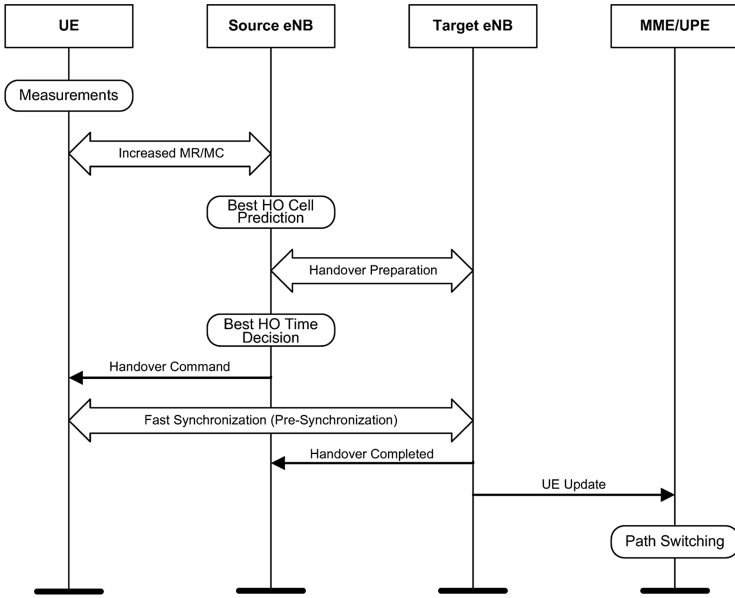 UE
Source eNB
Target eNB
MME/UPE
Measurements
Increased MR/MC
Best HO Cell
Prediction
Handover Preparation
Best HO Time
Decision
Handover Command
Fast Synchronization (Pre-Synchronization)
Handover Completed
UE Update
Path Switching